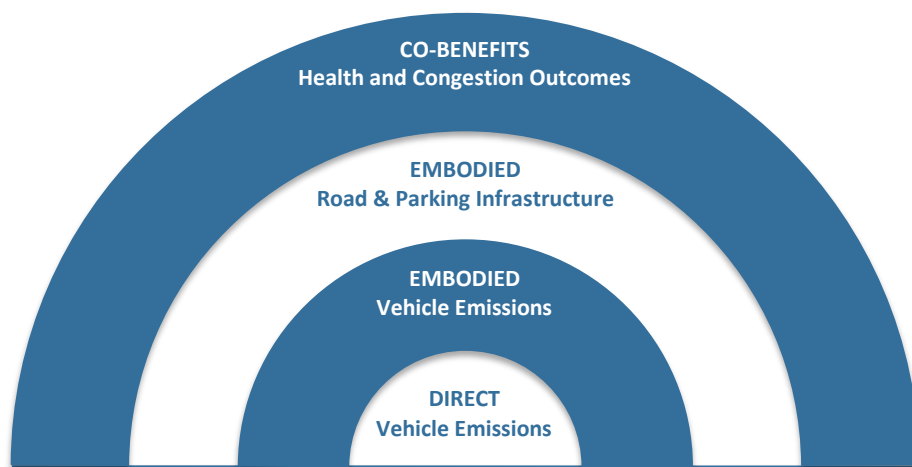 CO-BENEFITS
Health and Congestion Outcomes
EMBODIED
Road & Parking Infrastructure
EMBODIED
Vehicle Emissions
DIRECT
Vehicle Emissions